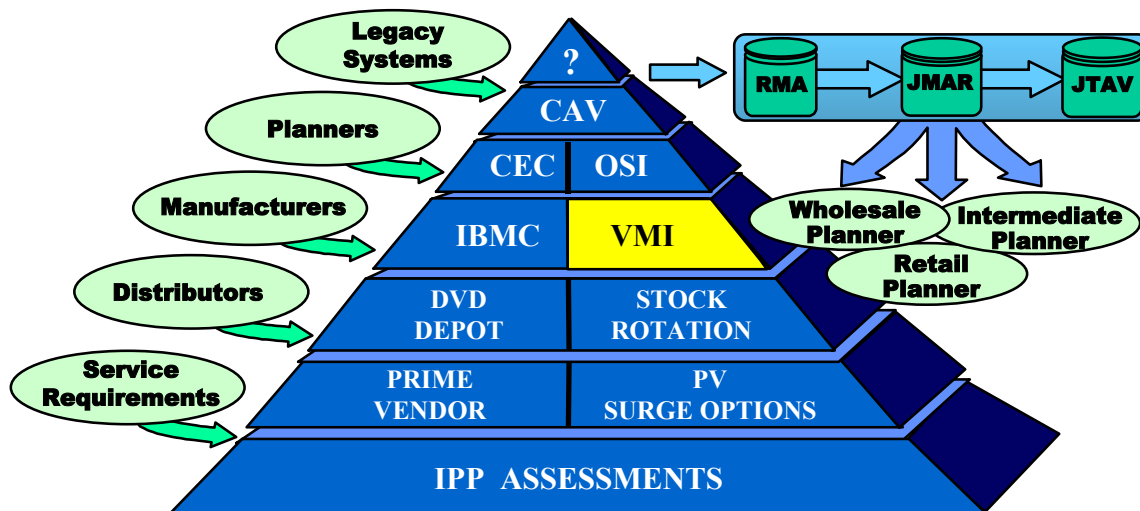 Legacy
Systems
Planners
Manufacturers
Distributors
Service
Requirements
?
CAV
CEC
OSI
IBMC
VMI
DVD
DEPOT
STOCK
ROTATION
PRIME
VENDOR
PV
SURGE OPTIONS
IPP ASSESSMENTS
RMA
JMAR
JTAV
Wholesale
Planner
Intermediate
Planner
Retail
Planner